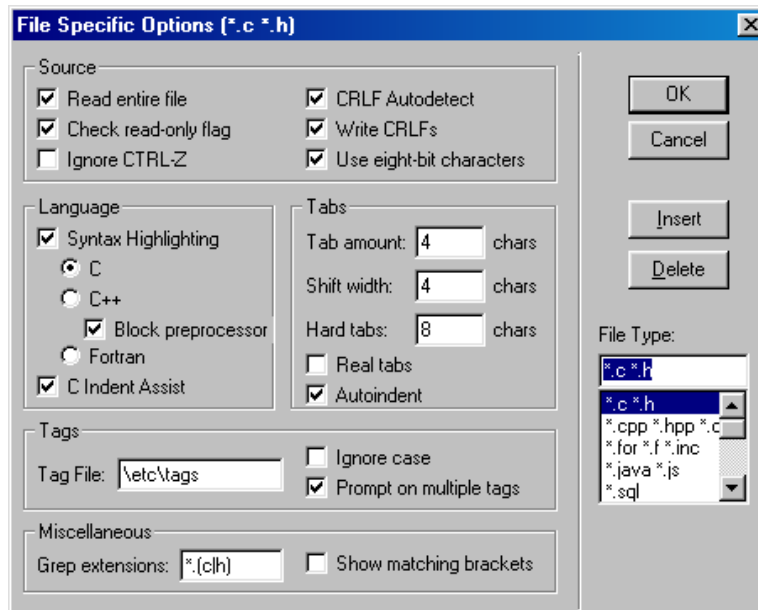 File Specific Options (*.c *.h)
Source
Read entire file
CRLF Autodetect
Check read-only flag
Write CRLFs
Ignore CTRL-Z
Use eight-bit characters
OK
Cancel
Language
Syntax Highlighting
C
C++
Block preprocessor
Fortran
C Indent Assist
Tabs
Tab amount: 4 chars
Shift width: 4 chars
Hard tabs: 8 chars
Real tabs
Autoindent
Insert
Delete
File Type:
*.c *.h
*.c *.h
*.cpp *.hpp *.c
*.for *.f *.inc
*.java *.js
*.sql
Tags
Tag File: \etc\tags
Ignore case
Prompt on multiple tags
Miscellaneous
Grep extensions: *.(c|h)
Show matching brackets